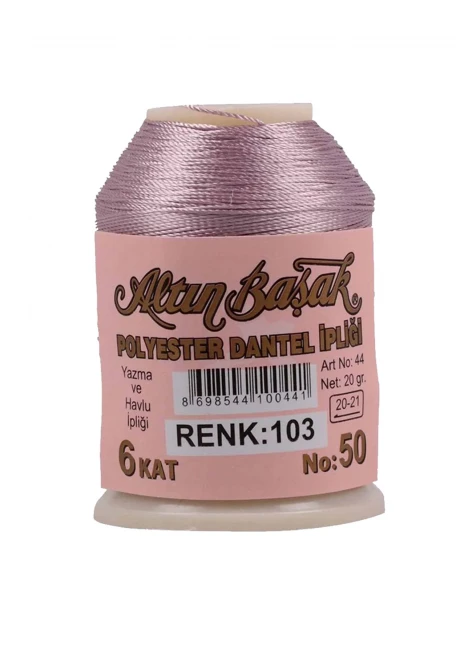 Altın Başak
POLYESTER DANTEL İPLİĞİ
Yazma
ve
Havlu
İpliği
8 698544 100441
Art No: 44
Net: 20 gr.
20-21
RENK:103
6 KAT
No:50